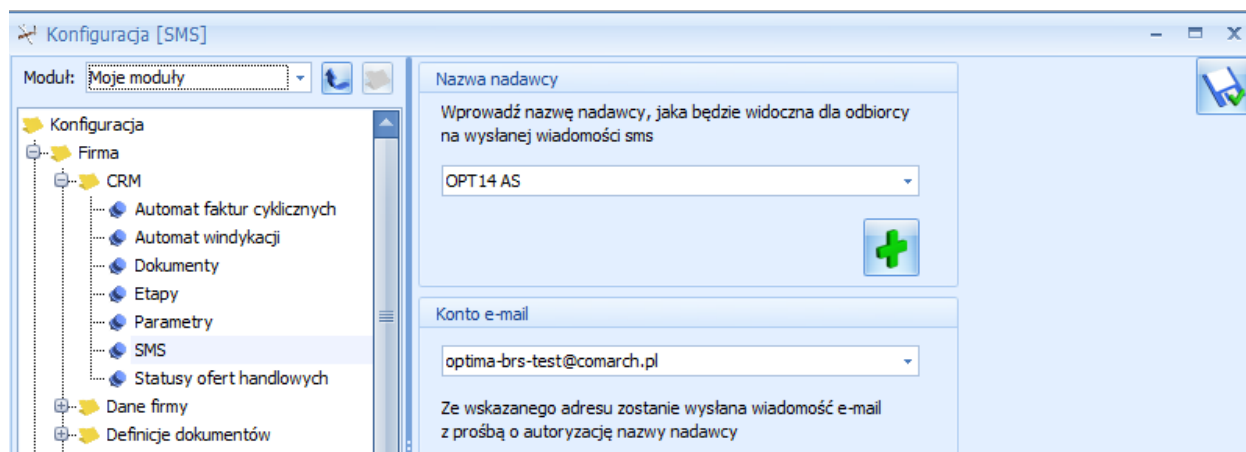 Konfiguracja [SMS]
Moduł: Moje moduły
Konfiguracja
Firma
CRM
Automat faktur cyklicznych
Automat windykacji
Dokumenty
Etapy
Parametry
SMS
Statusy ofert handlowych
Dane firmy
Definicje dokumentów
Nazwa nadawcy
Wprowadź nazwę nadawcy, jaka będzie widoczna dla odbiorcy
na wysłanej wiadomości sms
OPT14 AS
Konto e-mail
optima-brs-test@comarch.pl
Ze wskazanego adresu zostanie wysłana wiadomość e-mail
z prośbą o autoryzację nazwy nadawcy